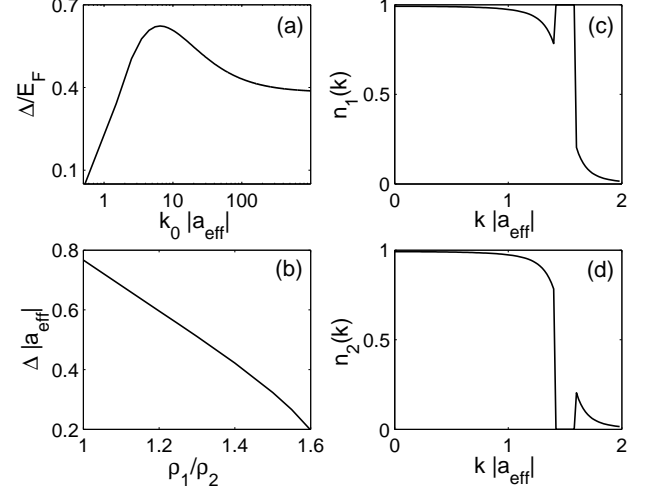 0.7
0.4
0.1
Δ/E_F
(a)
1 10 100
k_0 |a_eff|
1
0.5
0
n_1(k)
(c)
0 1 2
k |a_eff|
0.8
0.6
0.4
0.2
Δ |a_eff|
(b)
1 1.2 1.4 1.6
ρ_1/ρ_2
1
0.5
0
n_2(k)
(d)
0 1 2
k |a_eff|